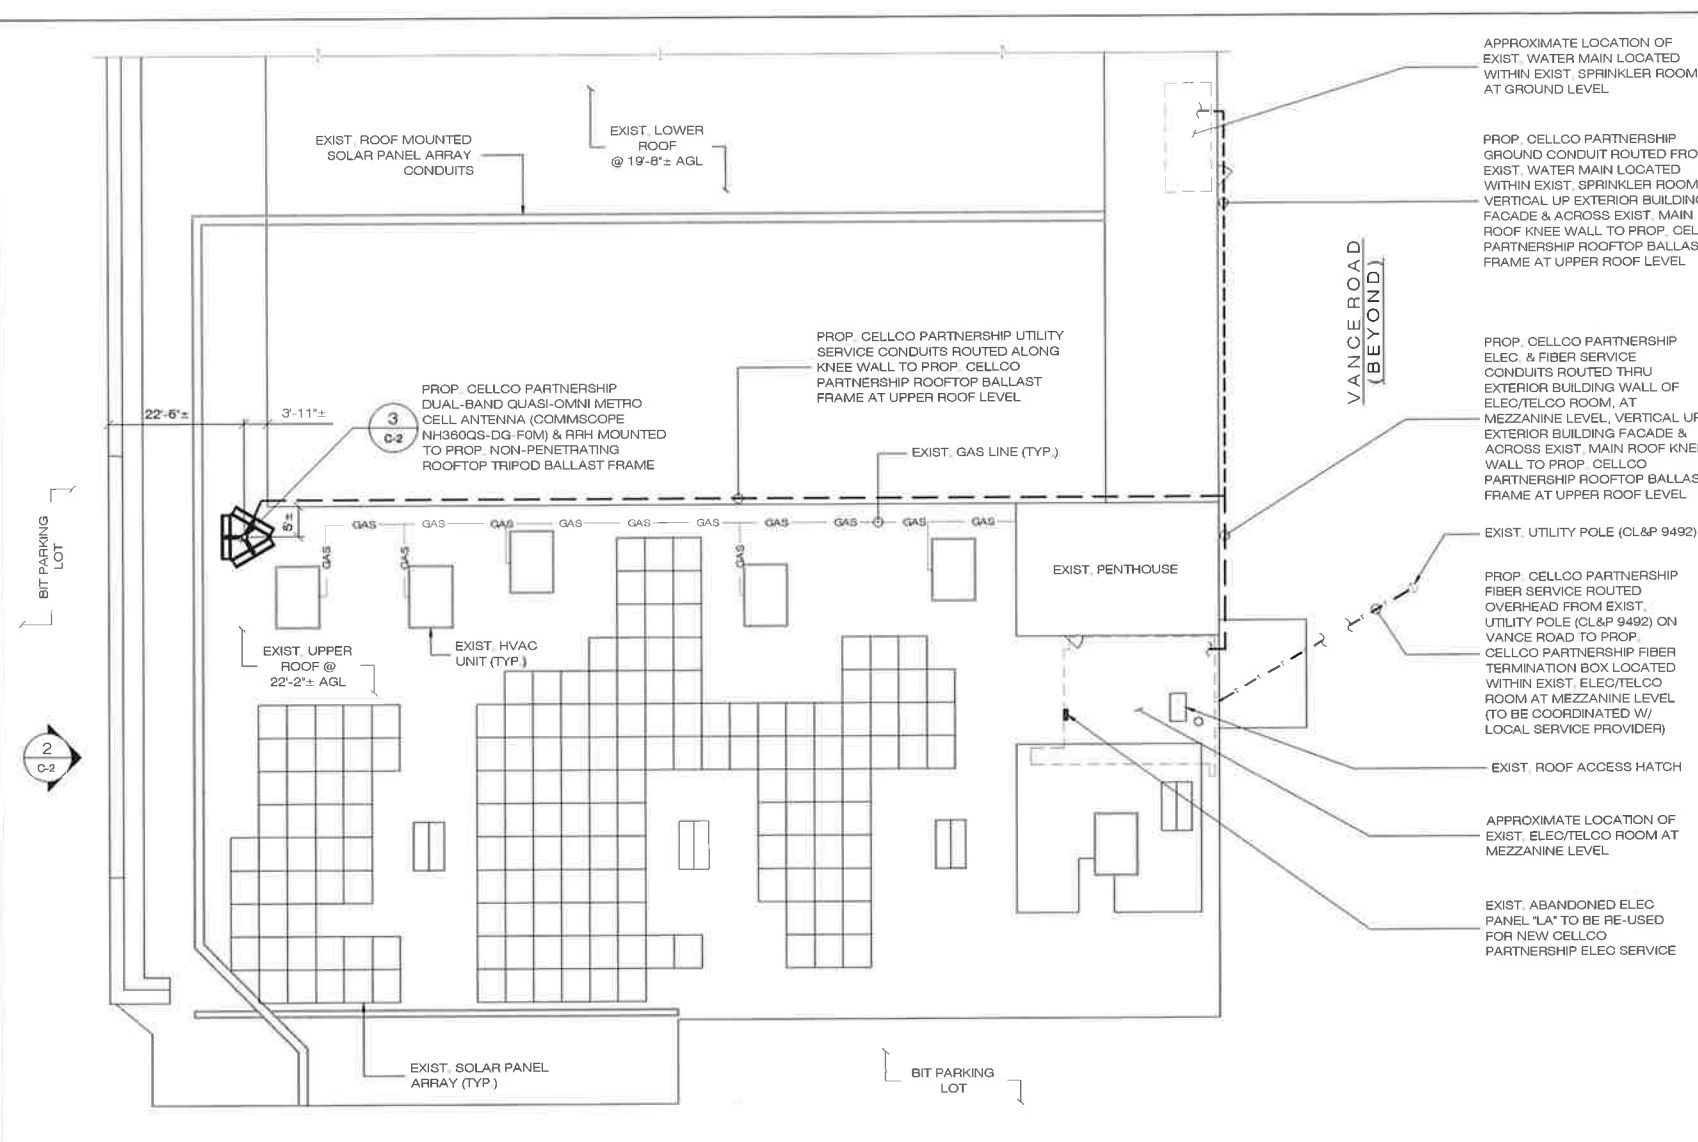 APPROXIMATE LOCATION OF
EXIST. WATER MAIN LOCATED
WITHIN EXIST. SPRINKLER ROOM
AT GROUND LEVEL
EXIST. ROOF MOUNTED
SOLAR PANEL ARRAY
CONDUITS
EXIST. LOWER
ROOF
@ 19'-8"± AGL
PROP. CELLCO PARTNERSHIP
GROUND CONDUIT ROUTED FRO
EXIST. WATER MAIN LOCATED
WITHIN EXIST. SPRINKLER ROOM
VERTICAL UP EXTERIOR BUILDING
FACADE & ACROSS EXIST. MAIN
ROOF KNEE WALL TO PROP. CEL
PARTNERSHIP ROOFTOP BALLAS
FRAME AT UPPER ROOF LEVEL
VANCE ROAD
(BEYOND)
PROP. CELLCO PARTNERSHIP UTILITY
SERVICE CONDUITS ROUTED ALONG
KNEE WALL TO PROP. CELLCO
PARTNERSHIP ROOFTOP BALLAST
FRAME AT UPPER ROOF LEVEL
PROP. CELLCO PARTNERSHIP
ELEC. & FIBER SERVICE
CONDUITS ROUTED THRU
EXTERIOR BUILDING WALL OF
ELEC/TELCO ROOM, AT
MEZZANINE LEVEL, VERTICAL UP
EXTERIOR BUILDING FACADE &
ACROSS EXIST. MAIN ROOF KNEE
WALL TO PROP. CELLCO
PARTNERSHIP ROOFTOP BALLAS
FRAME AT UPPER ROOF LEVEL
22'-6"±
3'-11"±
3
C-2
PROP. CELLCO PARTNERSHIP
DUAL-BAND QUASI-OMNI METRO
CELL ANTENNA (COMMSCOPE
NH360QS-DG-F0M) & RRH MOUNTED
TO PROP. NON-PENETRATING
ROOFTOP TRIPOD BALLAST FRAME
EXIST. GAS LINE (TYP.)
5'±
GAS GAS GAS GAS GAS GAS GAS GAS GAS GAS
GAS
GAS
GAS
BIT PARKING
LOT
EXIST. PENTHOUSE
EXIST. UTILITY POLE (CL&P 9492)
PROP. CELLCO PARTNERSHIP
FIBER SERVICE ROUTED
OVERHEAD FROM EXIST.
UTILITY POLE (CL&P 9492) ON
VANCE ROAD TO PROP.
CELLCO PARTNERSHIP FIBER
TERMINATION BOX LOCATED
WITHIN EXIST. ELEC/TELCO
ROOM AT MEZZANINE LEVEL
(TO BE COORDINATED W/
LOCAL SERVICE PROVIDER)
EXIST. UPPER
ROOF @
22'-2"± AGL
EXIST. HVAC
UNIT (TYP.)
2
C-2
EXIST. ROOF ACCESS HATCH
APPROXIMATE LOCATION OF
EXIST. ELEC/TELCO ROOM AT
MEZZANINE LEVEL
EXIST. ABANDONED ELEC
PANEL "LA" TO BE RE-USED
FOR NEW CELLCO
PARTNERSHIP ELEC SERVICE
EXIST. SOLAR PANEL
ARRAY (TYP.)
BIT PARKING
LOT